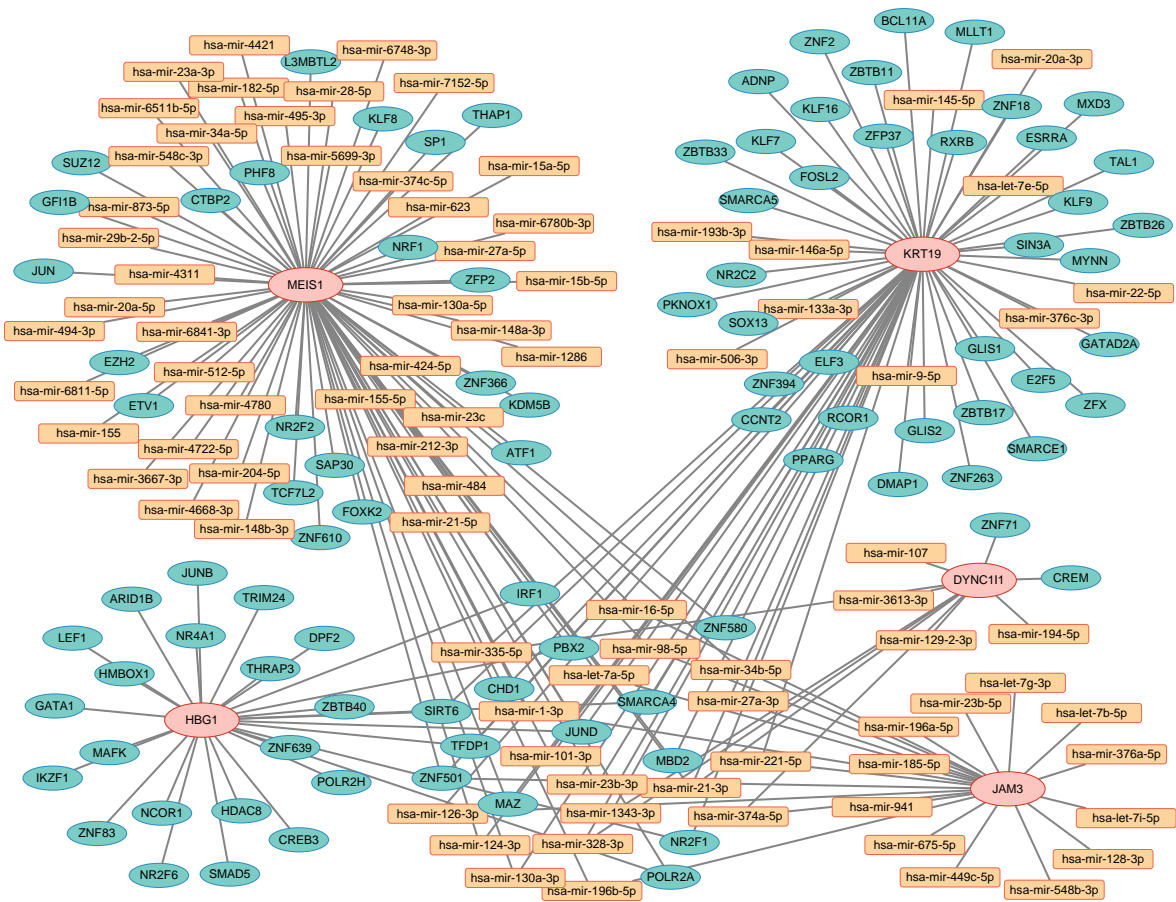 BCL11A
hsa-mir-4421
MLLT1
ZNF2
hsa-mir-6748-3p
L3MBTL2
hsa-mir-20a-3p
hsa-mir-23a-3p
ZBTB11
ADNP
hsa-mir-7152-5p
hsa-mir-182-5p
hsa-mir-28-5p
hsa-mir-145-5p
MXD3
hsa-mir-6511b-5p
ZNF18
KLF16
hsa-mir-495-3p
THAP1
KLF8
hsa-mir-34a-5p
ZFP37
ESRRA
KLF7
SP1
RXRB
ZBTB33
hsa-mir-548c-3p
hsa-mir-5699-3p
SUZ12
hsa-mir-15a-5p
TAL1
PHF8
FOSL2
hsa-mir-374c-5p
hsa-let-7e-5p
CTBP2
SMARCA5
GFI1B
hsa-mir-873-5p
hsa-mir-623
KLF9
hsa-mir-6780b-3p
ZBTB26
hsa-mir-193b-3p
hsa-mir-29b-2-5p
NRF1
hsa-mir-27a-5p
hsa-mir-146a-5p
SIN3A
KRT19
MYNN
JUN
hsa-mir-4311
ZFP2
NR2C2
hsa-mir-15b-5p
MEIS1
hsa-mir-22-5p
PKNOX1
hsa-mir-20a-5p
hsa-mir-130a-5p
hsa-mir-133a-3p
hsa-mir-376c-3p
SOX13
hsa-mir-494-3p
hsa-mir-6841-3p
hsa-mir-148a-3p
GATAD2A
GLIS1
hsa-mir-1286
hsa-mir-506-3p
EZH2
ELF3
hsa-mir-424-5p
hsa-mir-512-5p
hsa-mir-9-5p
E2F5
ZNF366
ZNF394
hsa-mir-6811-5p
hsa-mir-155-5p
ZFX
ETV1
hsa-mir-4780
KDM5B
ZBTB17
hsa-mir-23c
RCOR1
CCNT2
NR2F2
GLIS2
hsa-mir-155
hsa-mir-4722-5p
hsa-mir-212-3p
SMARCE1
ATF1
PPARG
SAP30
hsa-mir-204-5p
hsa-mir-3667-3p
ZNF263
hsa-mir-484
DMAP1
TCF7L2
hsa-mir-4668-3p
FOXK2
hsa-mir-21-5p
hsa-mir-148b-3p
ZNF71
ZNF610
hsa-mir-107
JUNB
CREM
DYNC1I1
ARID1B
TRIM24
IRF1
hsa-mir-3613-3p
hsa-mir-16-5p
ZNF580
hsa-mir-194-5p
NR4A1
LEF1
DPF2
hsa-mir-129-2-3p
PBX2
hsa-mir-335-5p
hsa-mir-98-5p
THRAP3
hsa-mir-34b-5p
HMBOX1
hsa-let-7a-5p
hsa-let-7g-3p
CHD1
SMARCA4
hsa-mir-27a-3p
hsa-mir-23b-5p
GATA1
ZBTB40
SIRT6
hsa-mir-1-3p
hsa-let-7b-5p
HBG1
hsa-mir-196a-5p
JUND
ZNF639
TFDP1
MAFK
hsa-mir-101-3p
hsa-mir-376a-5p
MBD2
hsa-mir-221-5p
hsa-mir-185-5p
IKZF1
POLR2H
ZNF501
hsa-mir-23b-3p
hsa-mir-21-3p
JAM3
MAZ
hsa-mir-941
NCOR1
HDAC8
hsa-mir-126-3p
hsa-mir-1343-3p
hsa-mir-374a-5p
hsa-let-7i-5p
ZNF83
CREB3
hsa-mir-124-3p
hsa-mir-328-3p
NR2F1
hsa-mir-675-5p
hsa-mir-128-3p
NR2F6
SMAD5
hsa-mir-130a-3p
POLR2A
hsa-mir-449c-5p
hsa-mir-196b-5p
hsa-mir-548b-3p